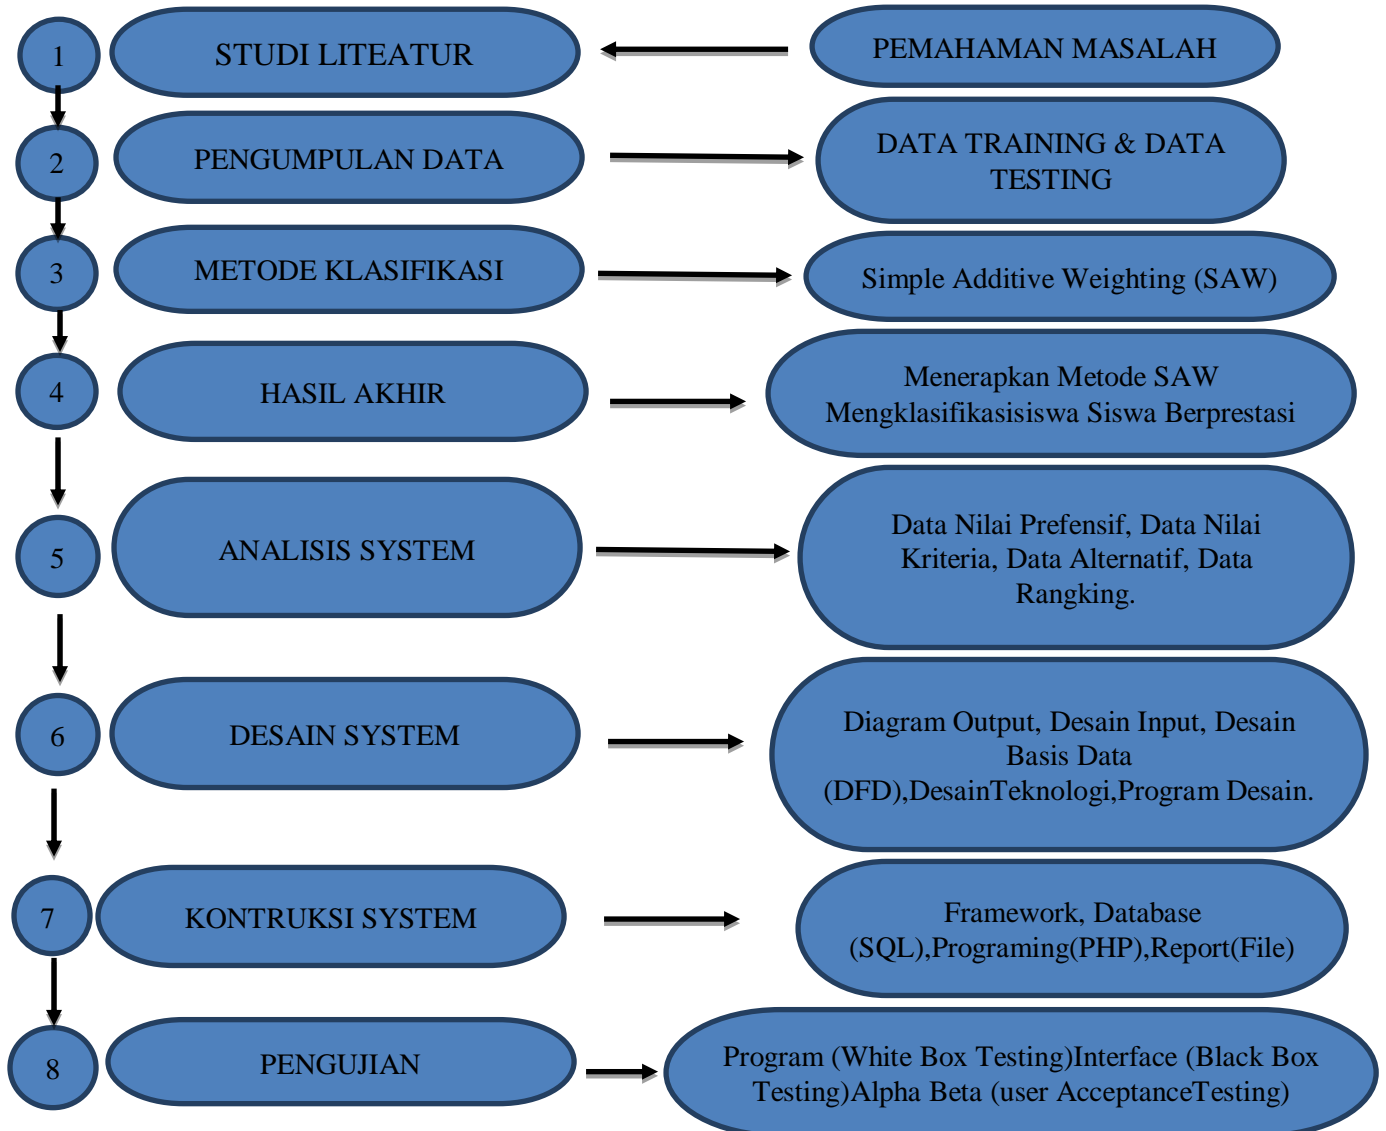 1
STUDI LITEATUR
PEMAHAMAN MASALAH
2
PENGUMPULAN DATA
DATA TRAINING & DATA
TESTING
3
METODE KLASIFIKASI
Simple Additive Weighting (SAW)
4
HASIL AKHIR
Menerapkan Metode SAW
Mengklasifikasisiswa Siswa Berprestasi
5
ANALISIS SYSTEM
Data Nilai Prefensif, Data Nilai
Kriteria, Data Alternatif, Data
Rangking.
6
DESAIN SYSTEM
Diagram Output, Desain Input, Desain
Basis Data
(DFD),DesainTeknologi,Program Desain.
7
KONTRUKSI SYSTEM
Framework, Database
(SQL),Programing(PHP),Report(File)
8
PENGUJIAN
Program (White Box Testing)Interface (Black Box
Testing)Alpha Beta (user AcceptanceTesting)